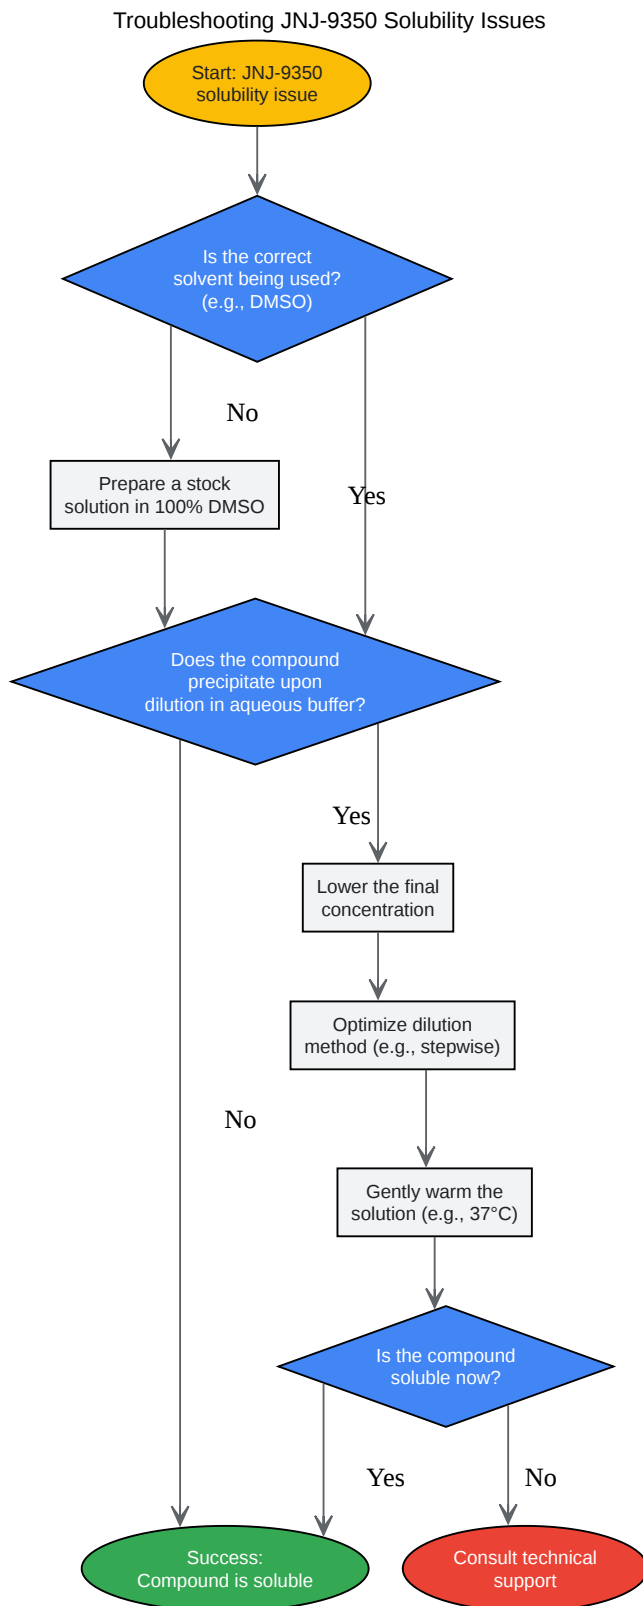 Troubleshooting JNJ-9350 Solubility Issues
Start: JNJ-9350
solubility issue
Is the correct
solvent being used?
(e.g., DMSO)
No
Yes
Prepare a stock
solution in 100% DMSO
Does the compound
precipitate upon
dilution in aqueous buffer?
Yes
Lower the final
concentration
Optimize dilution
method (e.g., stepwise)
No
Gently warm the
solution (e.g., 37°C)
Is the compound
soluble now?
Yes
No
Success:
Compound is soluble
Consult technical
support